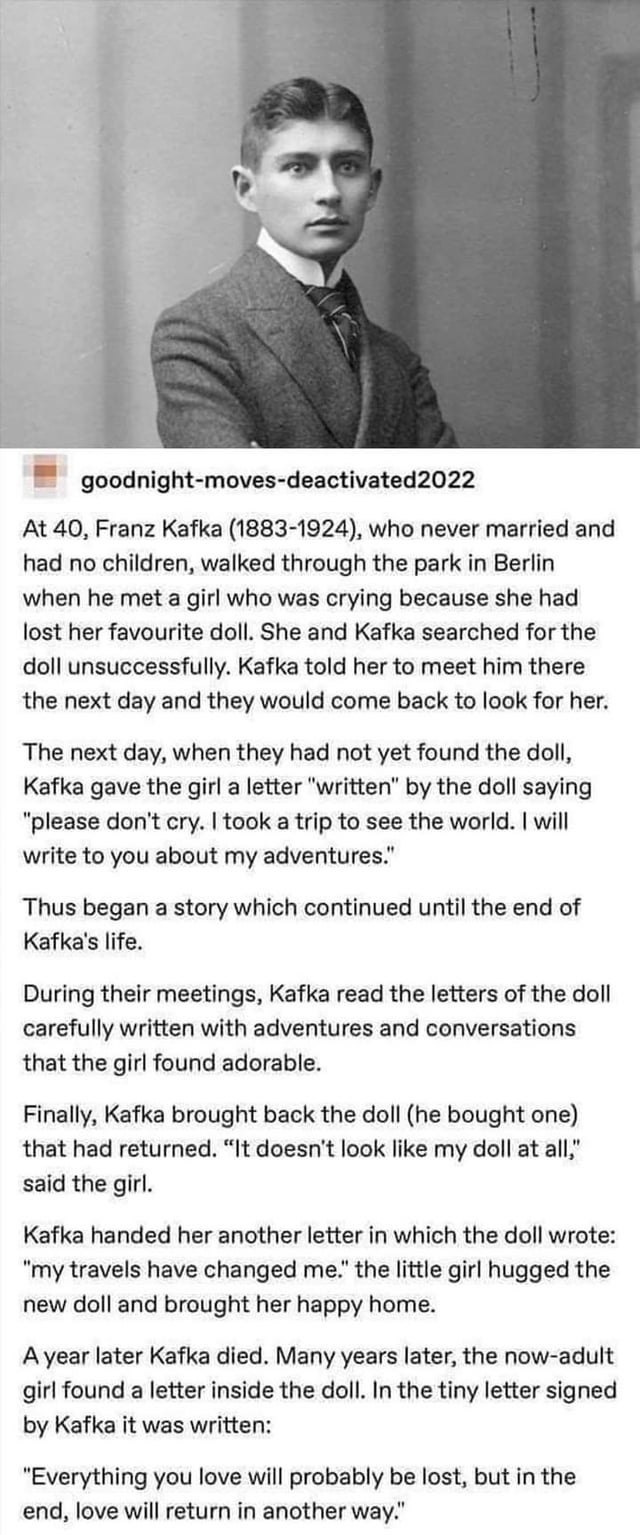 goodnight-moves-deactivated2022
At 40, Franz Kafka (1883-1924), who never married and
had no children, walked through the park in Berlin
when he met a girl who was crying because she had
lost her favourite doll. She and Kafka searched for the
doll unsuccessfully. Kafka told her to meet him there
the next day and they would come back to look for her.
The next day, when they had not yet found the doll,
Kafka gave the girl a letter "written" by the doll saying
"please don't cry. I took a trip to see the world. I will
write to you about my adventures."
Thus began a story which continued until the end of
Kafka's life.
During their meetings, Kafka read the letters of the doll
carefully written with adventures and conversations
that the girl found adorable.
Finally, Kafka brought back the doll (he bought one)
that had returned. “It doesn't look like my doll at all,"
said the girl.
Kafka handed her another letter in which the doll wrote:
"my travels have changed me." the little girl hugged the
new doll and brought her happy home.
A year later Kafka died. Many years later, the now-adult
girl found a letter inside the doll. In the tiny letter signed
by Kafka it was written:
"Everything you love will probably be lost, but in the
end, love will return in another way."